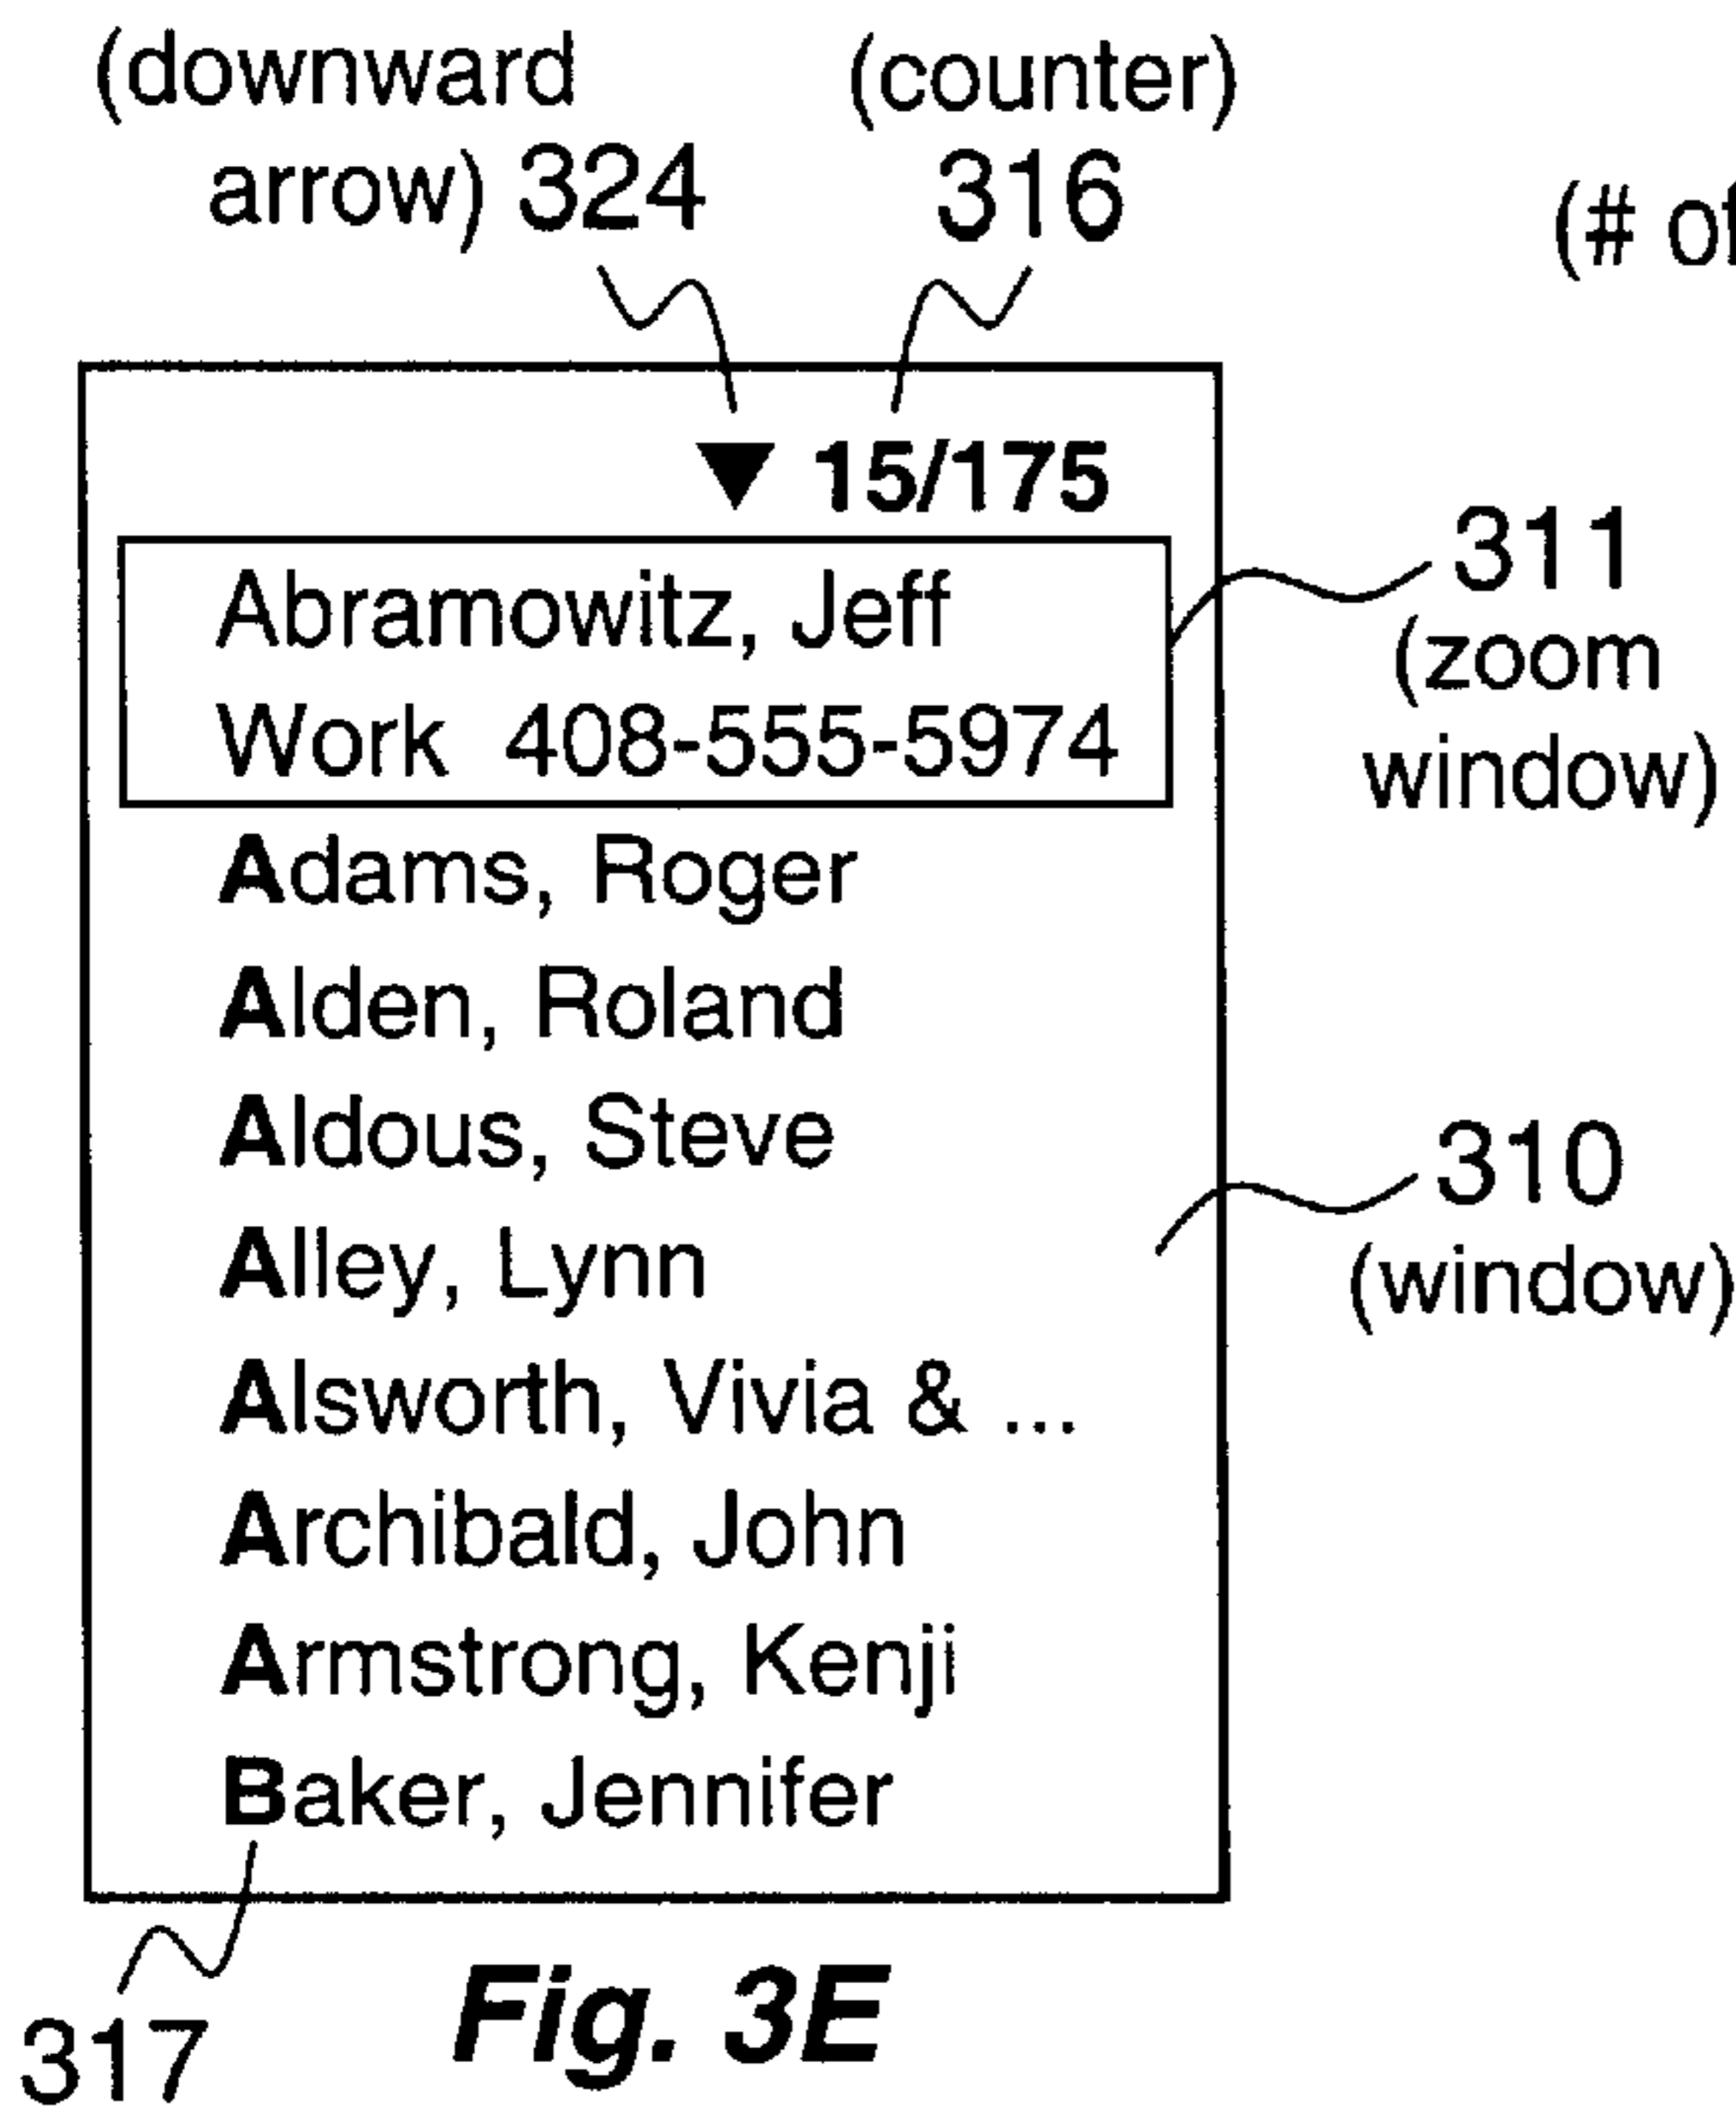 (downward
arrow) 324
(counter)
316
(# of
15/175
Abramowitz, Jeff
Work 408-555-5974
311
(zoom
window)
Adams, Roger
Alden, Roland
Aldous, Steve
Alley, Lynn
310
(window)
Alsworth, Vivia & ...
Archibald, John
Armstrong, Kenji
Baker, Jennifer
317
Fig. 3E